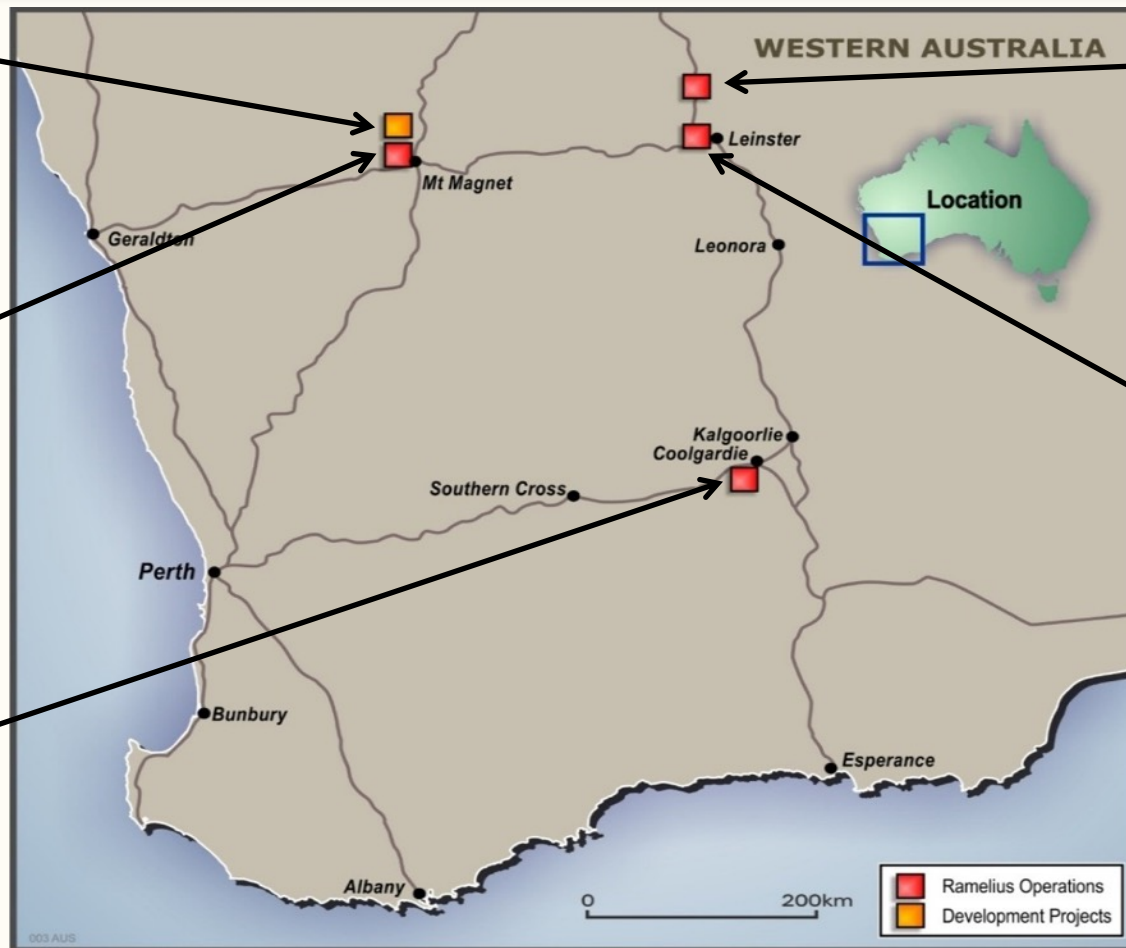 WESTERN AUSTRALIA
Leinster
Mt Magnet
Location
Geraldton
Leonora
Kalgoorlie
Coolgardie
Southern Cross
Perth
Bunbury
Esperance
Albany
0 200km
Ramelius Operations
Development Projects
003 AUS